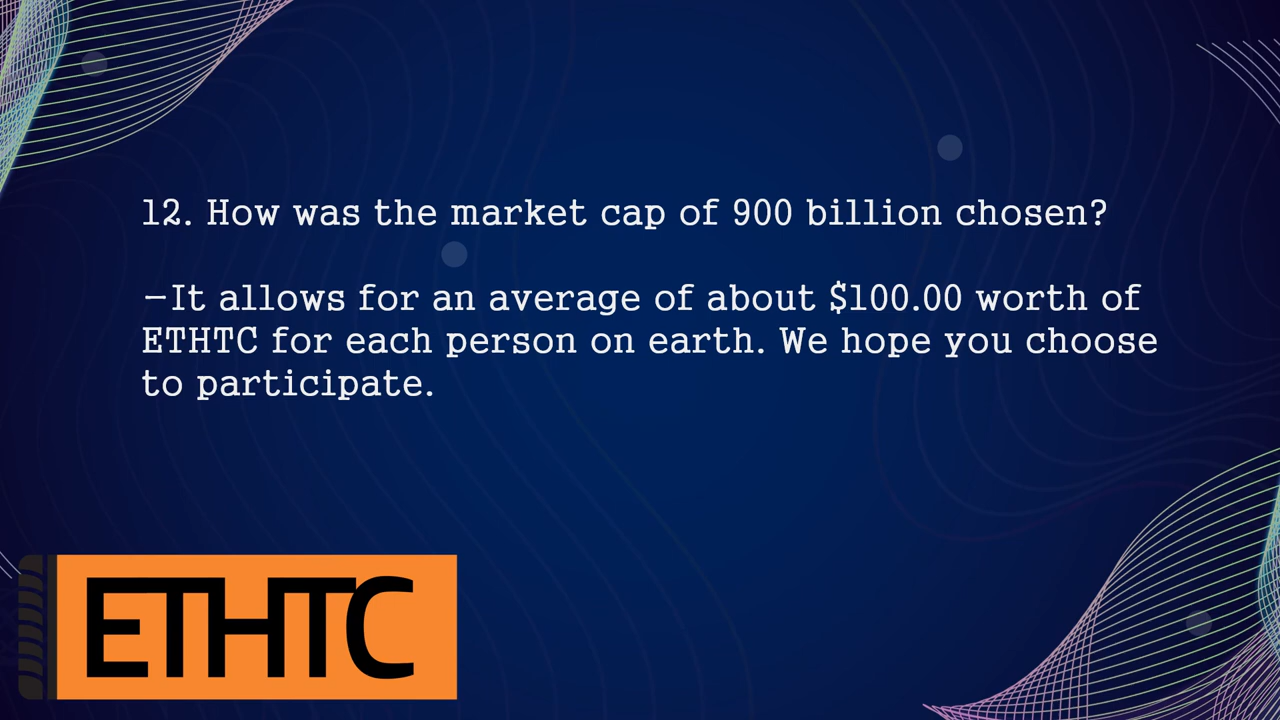 12. How was the market cap of 900 billion chosen?
—It allows for an average of about $100.00 worth of
ETHTC for each person on earth. We hope you choose
to participate.
ETHTC